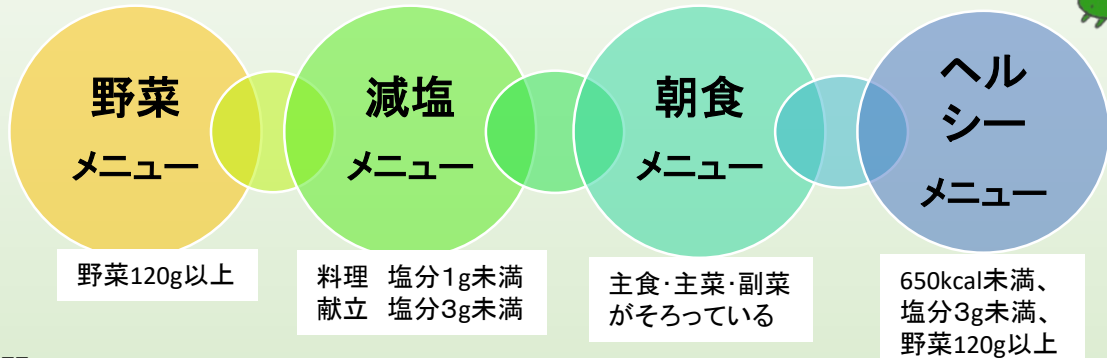 野菜
メニュー
減塩
メニュー
朝食
メニュー
ヘル
シー
メニュー
野菜120g以上
料理　塩分１g未満
献立　塩分３g未満
主食・主菜・副菜
がそろっている
650kcal未満、
塩分３g未満、
野菜120g以上